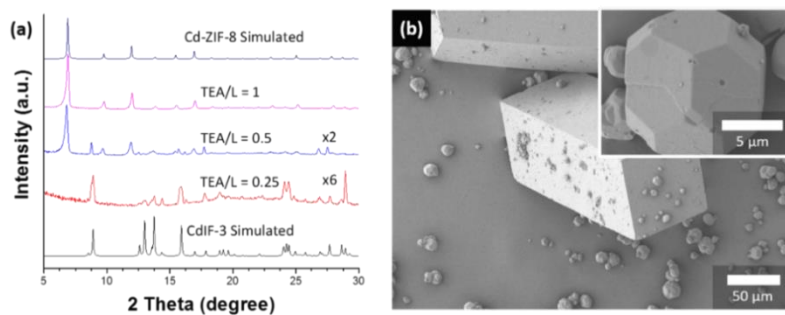 (a)
Intensity (a.u.)
Cd-ZIF-8 Simulated
TEA/L = 1
TEA/L = 0.5 x2
TEA/L = 0.25 x6
CdIF-3 Simulated
5 10 15 20 25 30
2 Theta (degree)
(b)
5 µm
50 µm